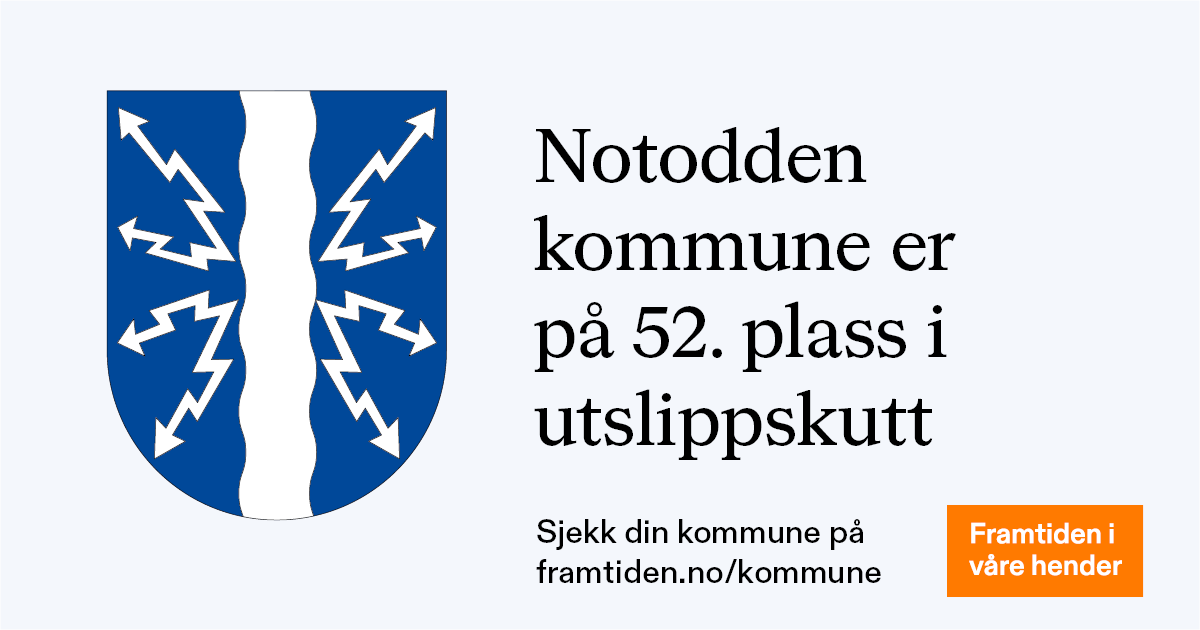 Notodden
kommune er
på 52. plass i
utslippskutt
Sjekk din kommune på
framtiden.no/kommune
Framtiden i
våre hender